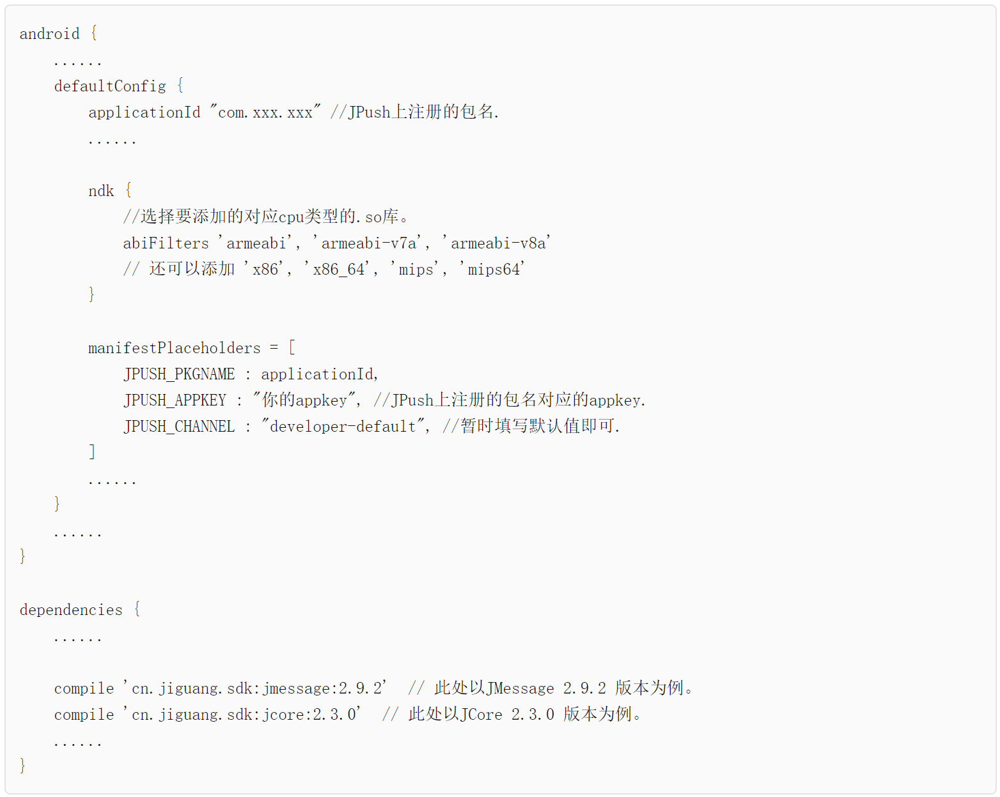 android {
    ......
    defaultConfig {
        applicationId "com.xxx.xxx" //JPush上注册的包名.
        ......

        ndk {
            //选择要添加的对应cpu类型的.so库。
            abiFilters 'armeabi', 'armeabi-v7a', 'armeabi-v8a'
            // 还可以添加 'x86', 'x86_64', 'mips', 'mips64'
        }

        manifestPlaceholders = [
            JPUSH_PKGNAME : applicationId,
            JPUSH_APPKEY : "你的appkey", //JPush上注册的包名对应的appkey.
            JPUSH_CHANNEL : "developer-default", //暂时填写默认值即可.
        ]
        ......
    }
    ......
}

dependencies {
    ......

    compile 'cn.jiguang.sdk:jmessage:2.9.2'  // 此处以JMessage 2.9.2 版本为例。
    compile 'cn.jiguang.sdk:jcore:2.3.0'  // 此处以JCore 2.3.0 版本为例。
    ......
}